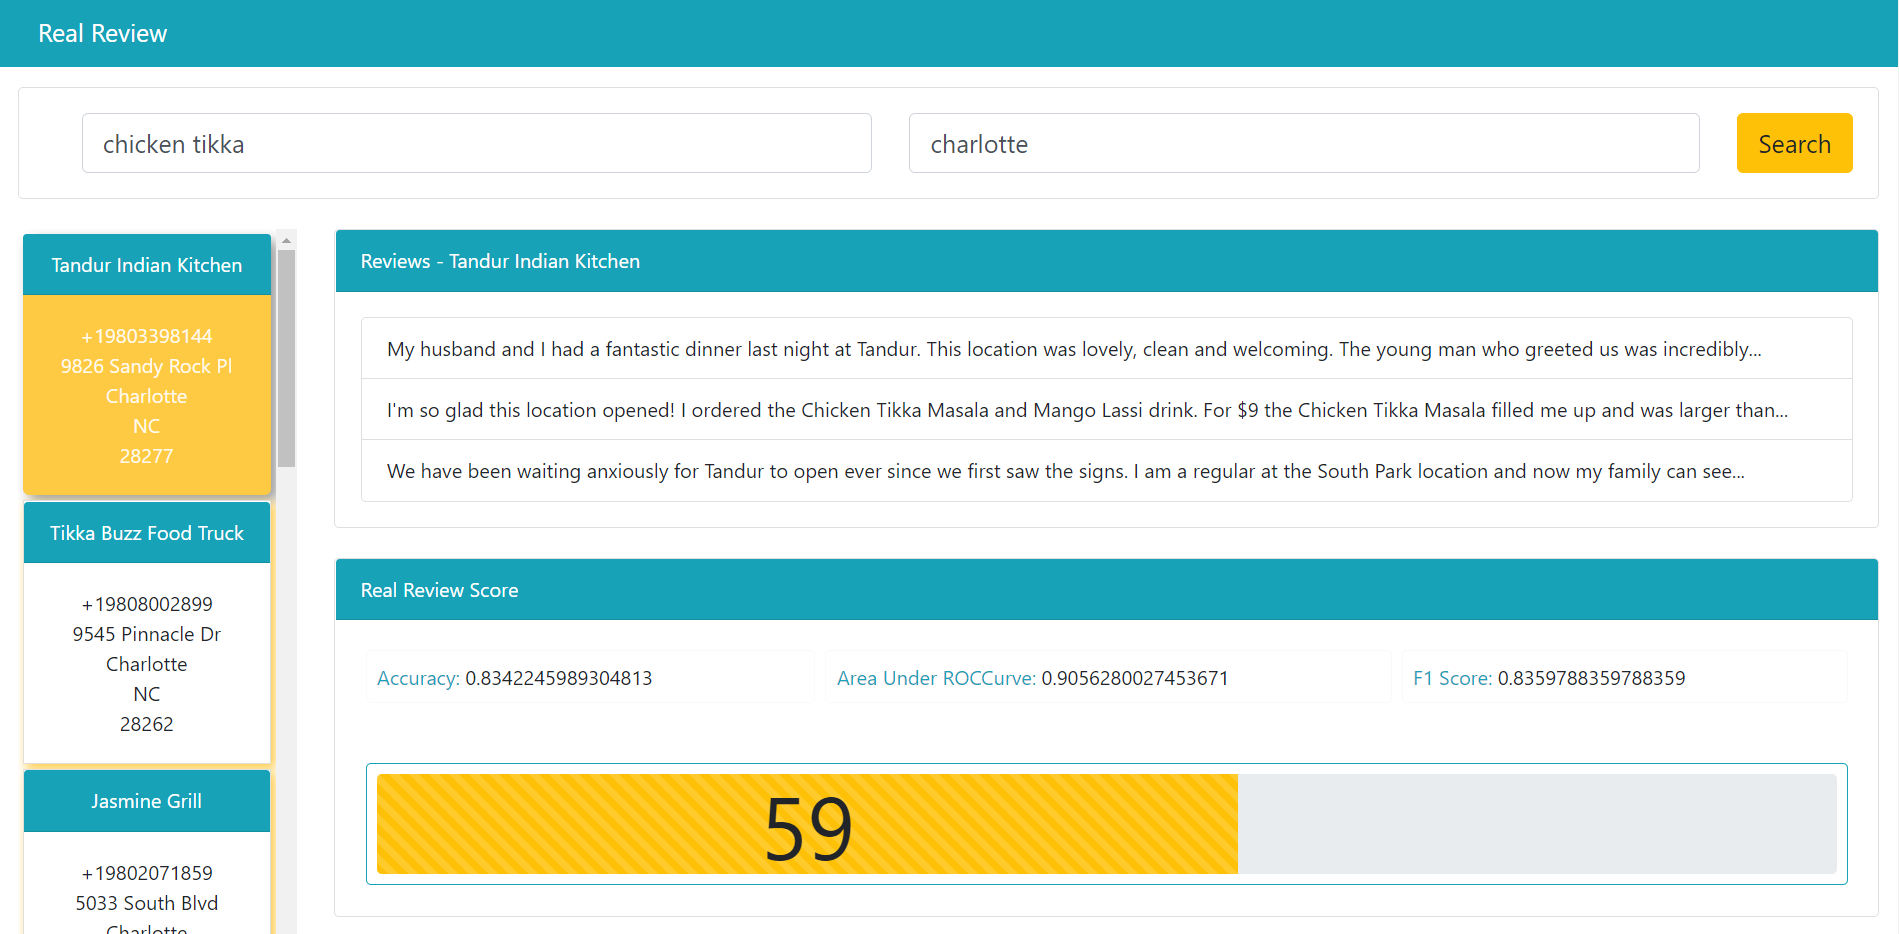 Real Review
chicken tikka
charlotte
Search
Tandur Indian Kitchen
+19803398144
9826 Sandy Rock Pl
Charlotte
NC
28277
Tikka Buzz Food Truck
+19808002899
9545 Pinnacle Dr
Charlotte
NC
28262
Jasmine Grill
+19802071859
5033 South Blvd
Charlotte
Reviews - Tandur Indian Kitchen
My husband and I had a fantastic dinner last night at Tandur. This location was lovely, clean and welcoming. The young man who greeted us was incredibly...
I'm so glad this location opened! I ordered the Chicken Tikka Masala and Mango Lassi drink. For $9 the Chicken Tikka Masala filled me up and was larger than...
We have been waiting anxiously for Tandur to open ever since we first saw the signs. I am a regular at the South Park location and now my family can see...
Real Review Score
Accuracy: 0.8342245989304813
Area Under ROCCurve: 0.9056280027453671
F1 Score: 0.8359788359788359
59